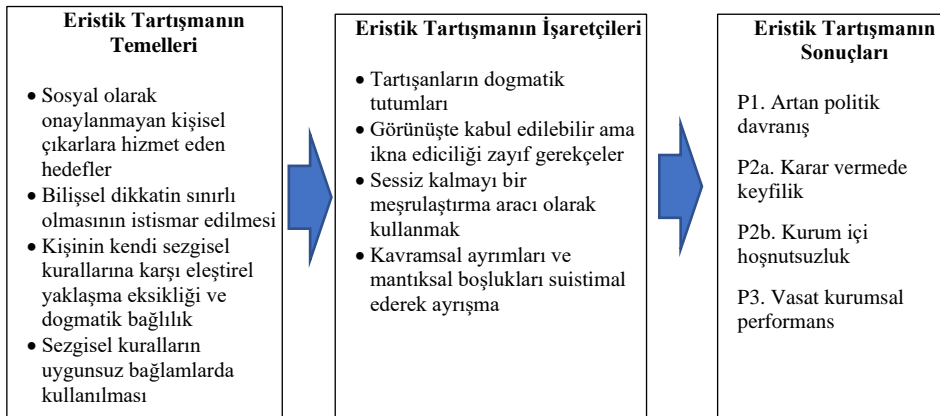 Eristik Tartışmanın
Temelleri
• Sosyal olarak
onaylanmayan kişisel
çıkarlara hizmet eden
hedefler
• Bilişsel dikkatin sınırlı
olmasının istismar edilmesi
• Kişinin kendi sezgisel
kurallarına karşı eleştirel
yaklaşma eksikliği ve
dogmatik bağlılık
• Sezgisel kuralların
uygunsuz bağlamlarda
kullanılması
Eristik Tartışmanın İşaretçileri
• Tartışanların dogmatik
tutumları
• Görünüşte kabul edilebilir ama
ikna ediciliği zayıf gerekçeler
• Sessiz kalmayı bir
meşrulaştırma aracı olarak
kullanmak
• Kavramsal ayrımları ve
mantıksal boşlukları suistimal
ederek ayrışma
Eristik Tartışmanın
Sonuçları
P1. Artan politik
davranış
P2a. Karar vermede
keyfilik
P2b. Kurum içi
hoşnutsuzluk
P3. Vasat kurumsal
performans